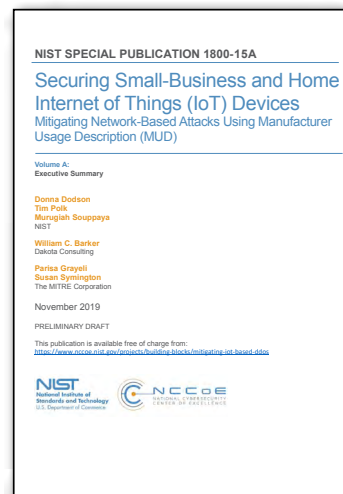 NIST SPECIAL PUBLICATION 1800-15A
Securing Small-Business and Home
Internet of Things (IoT) Devices
Mitigating Network-Based Attacks Using Manufacturer
Usage Description (MUD)
Volume A:
Executive Summary
Donna Dodson
Tim Polk
Murugiah Souppaya
NIST
William C. Barker
Dakota Consulting
Parisa Grayeli
Susan Symington
The MITRE Corporation
November 2019
PRELIMINARY DRAFT
This publication is available free of charge from:
https://www.nccoe.nist.gov/projects/building-blocks/mitigating-iot-based-ddos
NIST
National Institute of
Standards and Technology
U.S. Department of Commerce
NCCoE
NATIONAL CYBERSECURITY
CENTER OF EXCELLENCE